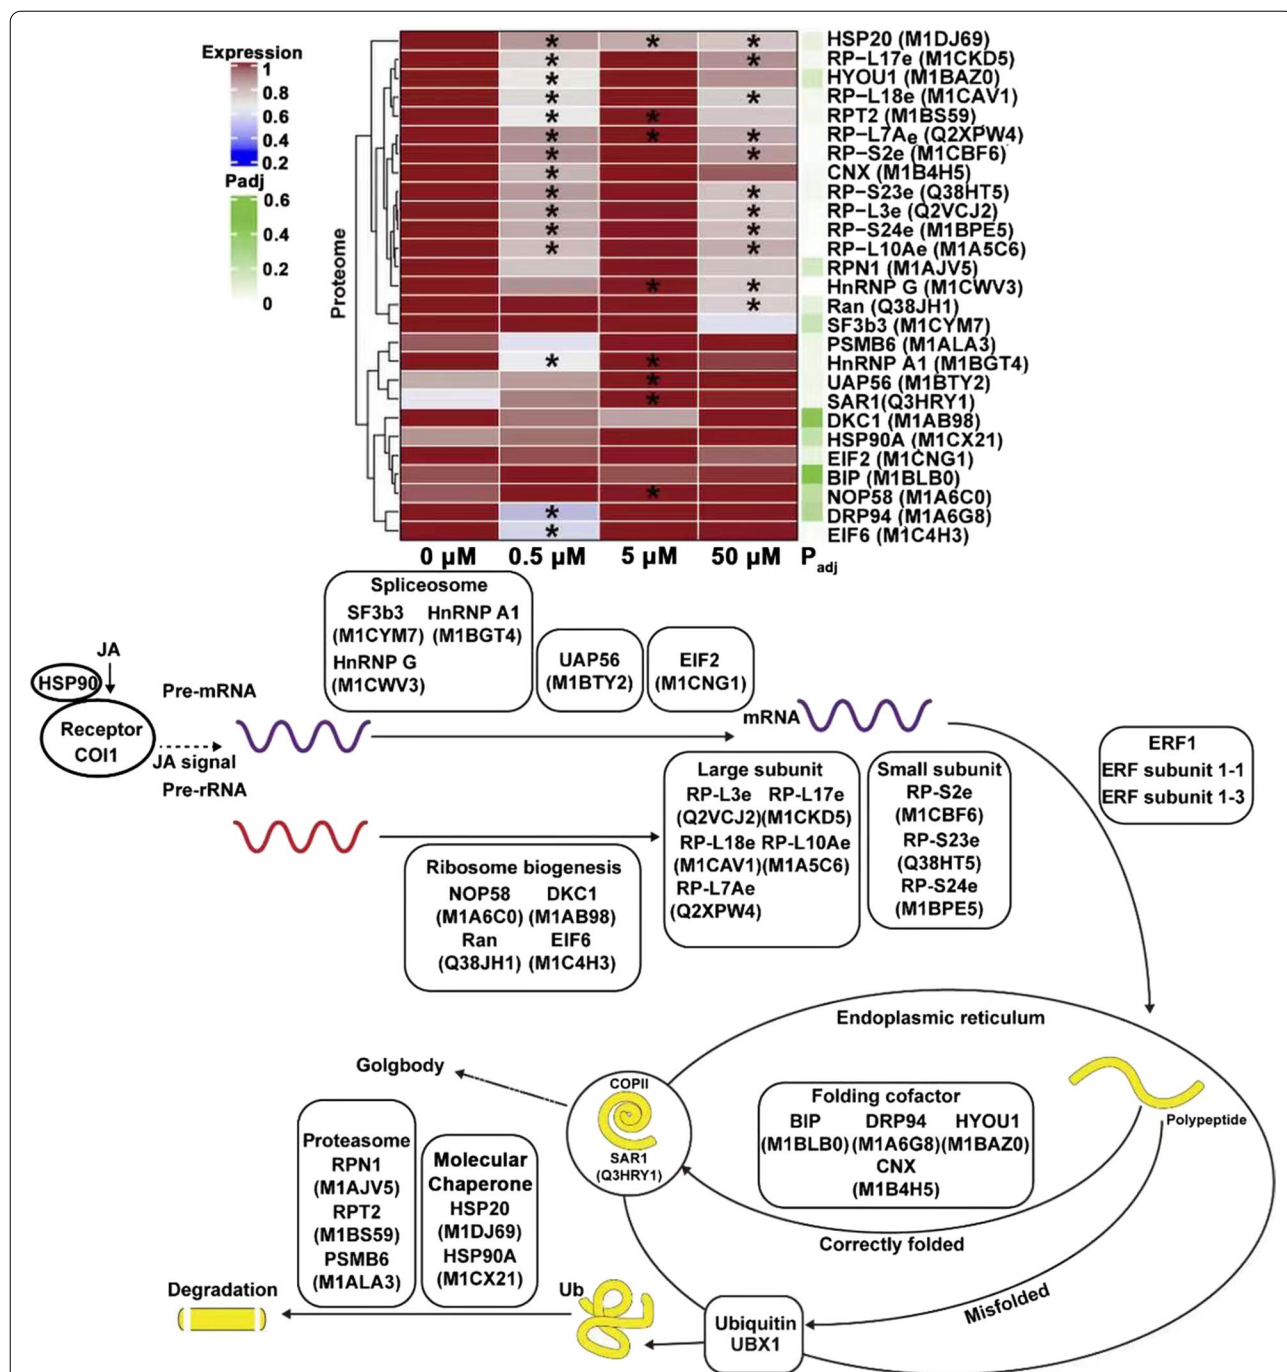 Expression
1
0.8
0.6
0.4
0.2
Padj
0.6
0.4
0.2
0
Proteome
HSP20 (M1DJ69)
RP-L17e (M1CKD5)
HYOU1 (M1BAZ0)
RP-L18e (M1CAV1)
RPT2 (M1BS59)
RP-L7Ae (Q2XPW4)
RP-S2e (M1CBF6)
CNX (M1B4H5)
RP-S23e (Q38HT5)
RP-L3e (Q2VCJ2)
RP-S24e (M1BPE5)
RP-L10Ae (M1A5C6)
RPN1 (M1AJV5)
HnRNP G (M1CWV3)
Ran (Q38JH1)
SF3b3 (M1CYM7)
PSMB6 (M1ALA3)
HnRNP A1 (M1BGT4)
UAP56 (M1BTY2)
SAR1(Q3HRY1)
DKC1 (M1AB98)
HSP90A (M1CX21)
EIF2 (M1CNG1)
BIP (M1BLB0)
NOP58 (M1A6C0)
DRP94 (M1A6G8)
EIF6 (M1C4H3)
0 µM 0.5 µM 5 µM 50 µM Padj
Spliceosome
SF3b3 HnRNP A1
(M1CYM7) (M1BGT4)
HnRNP G
(M1CWV3)
UAP56
(M1BTY2)
EIF2
(M1CNG1)
JA
HSP90
Receptor
COI1
JA signal
Pre-mRNA
Pre-rRNA
mRNA
ERF1
ERF subunit 1-1
ERF subunit 1-3
Large subunit
RP-L3e RP-L17e
(Q2VCJ2)(M1CKD5)
RP-L18e RP-L10Ae
(M1CAV1)(M1A5C6)
RP-L7Ae
(Q2XPW4)
Small subunit
RP-S2e
(M1CBF6)
RP-S23e
(Q38HT5)
RP-S24e
(M1BPE5)
Ribosome biogenesis
NOP58 DKC1
(M1A6C0) (M1AB98)
Ran EIF6
(Q38JH1) (M1C4H3)
Endoplasmic reticulum
Golgbody
COPII
SAR1
(Q3HRY1)
Folding cofactor
BIP DRP94 HYOU1
(M1BLB0) (M1A6G8) (M1BAZ0)
CNX
(M1B4H5)
Polypeptide
Correctly folded
Misfolded
Proteasome
RPN1
(M1AJV5)
RPT2
(M1BS59)
PSMB6
(M1ALA3)
Molecular
Chaperone
HSP20
(M1DJ69)
HSP90A
(M1CX21)
Degradation
Ub
Ubiquitin
UBX1